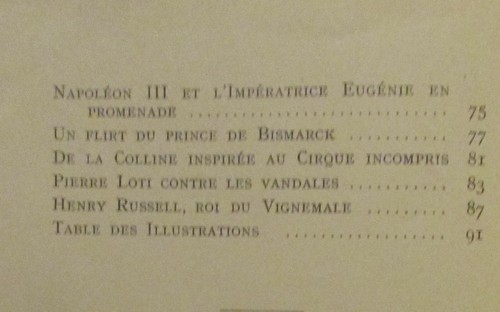 Napoléon III et l'Impératrice Eugénie en
promenade .............................. 75
Un flirt du prince de Bismarck ........... 77
De la Colline inspirée au Cirque incompris 81
Pierre Loti contre les vandales ........... 83
Henry Russell, roi du Vignemale ......... 87
Table des Illustrations .................. 91